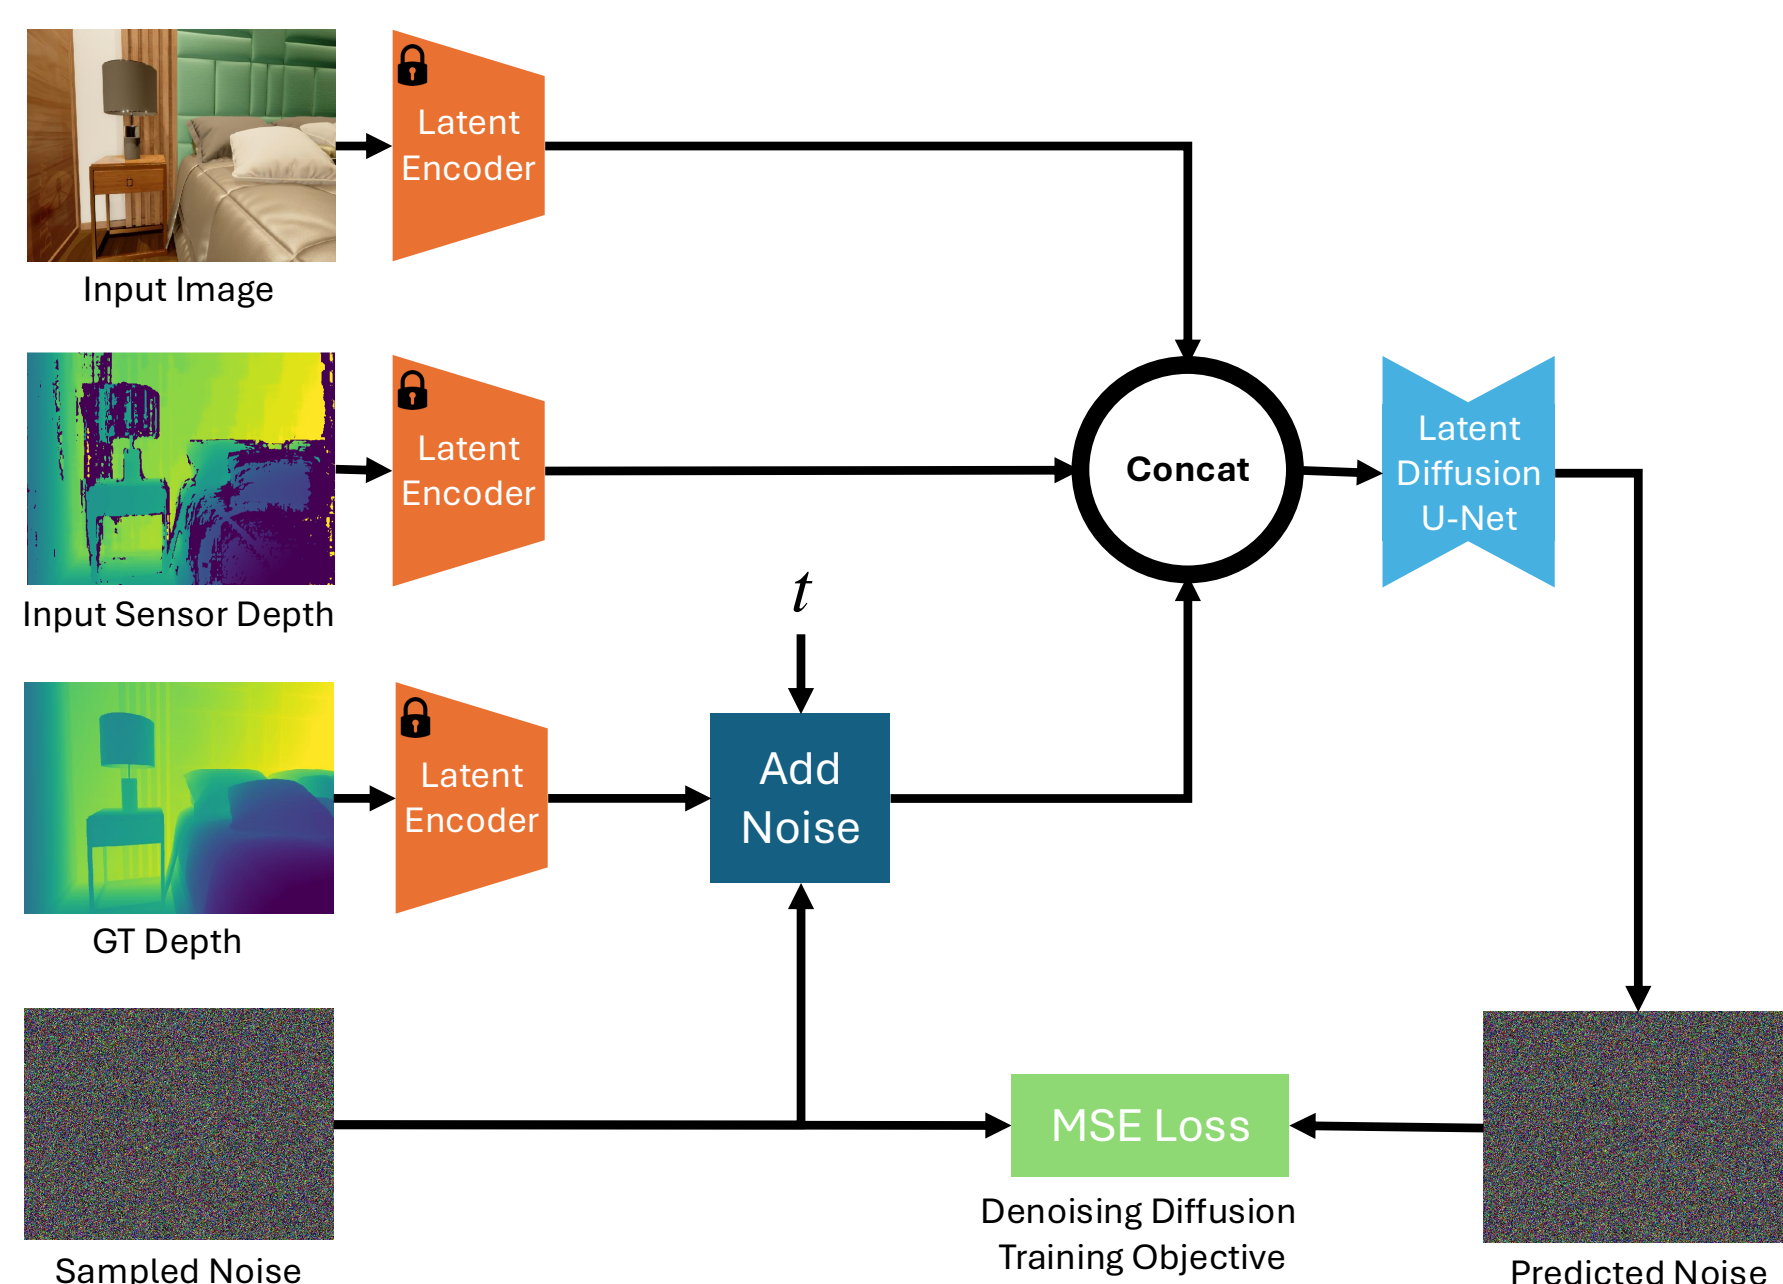 Latent
Encoder
Input Image
Latent
Encoder
Input Sensor Depth
Concat
Latent
Diffusion
U-Net
t
Latent
Encoder
GT Depth
Add
Noise
MSE Loss
Denoising Diffusion
Training Objective
Sampled Noise
Predicted Noise